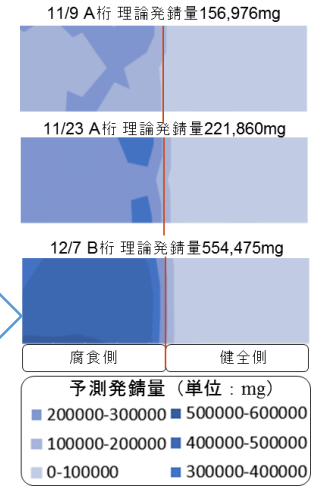 11/9 A桁 理論発錆量156,976mg
11/23 A桁 理論発錆量221,860mg
12/7 B桁 理論発錆量554,475mg
腐食側 健全側
予測発錆量（単位：mg）
200000-300000 500000-600000
100000-200000 400000-500000
0-100000 300000-400000